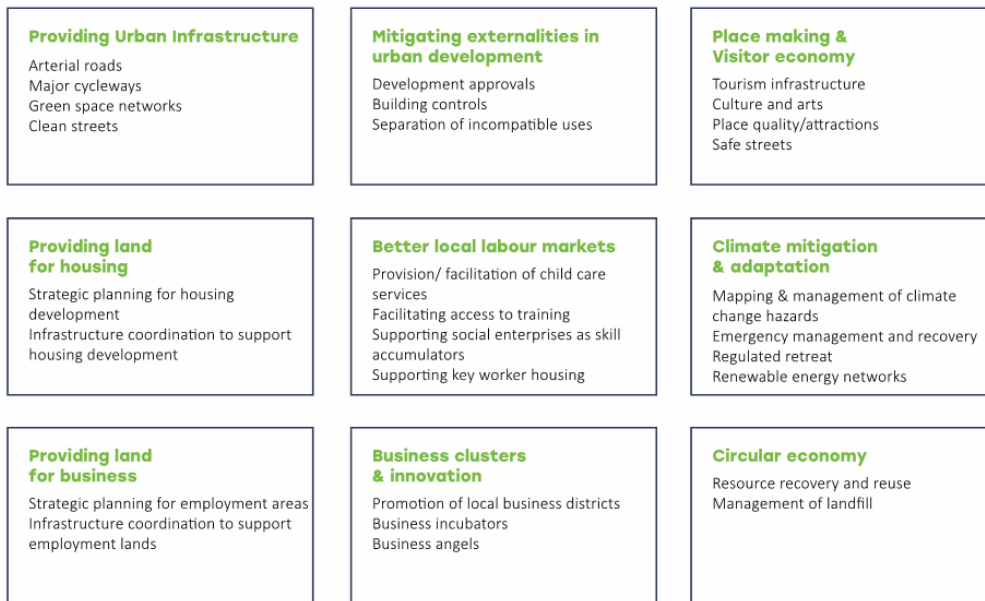 Providing Urban Infrastructure
Arterial roads
Major cycleways
Green space networks
Clean streets
Mitigating externalities in
urban development
Development approvals
Building controls
Separation of incompatible uses
Place making &
Visitor economy
Tourism infrastructure
Culture and arts
Place quality/attractions
Safe streets
Providing land
for housing
Strategic planning for housing
development
Infrastructure coordination to support
housing development
Better local labour markets
Provision/ facilitation of child care
services
Facilitating access to training
Supporting social enterprises as skill
accumulators
Supporting key worker housing
Climate mitigation
& adaptation
Mapping & management of climate
change hazards
Emergency management and recovery
Regulated retreat
Renewable energy networks
Providing land
for business
Strategic planning for employment areas
Infrastructure coordination to support
employment lands
Business clusters
& innovation
Promotion of local business districts
Business incubators
Business angels
Circular economy
Resource recovery and reuse
Management of landfill